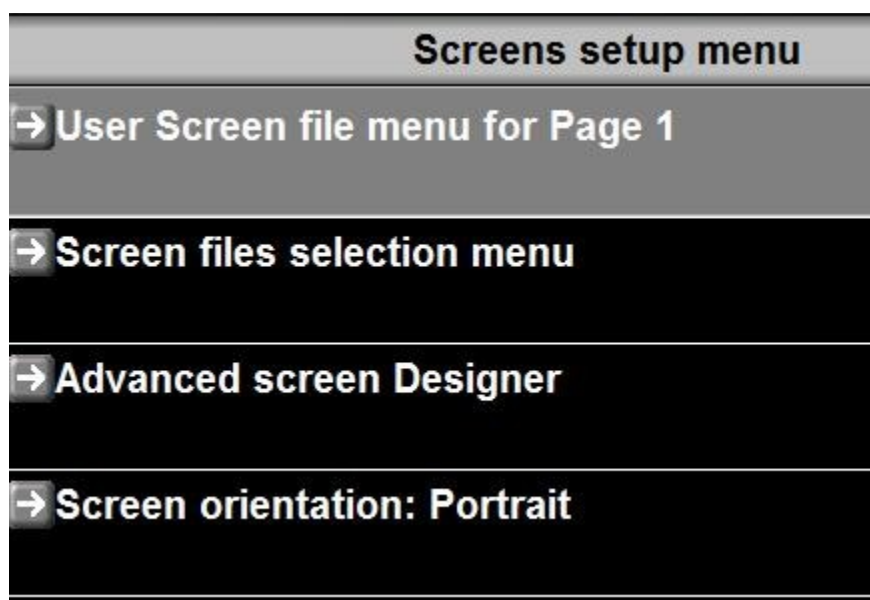 Screens setup menu
User Screen file menu for Page 1
Screen files selection menu
Advanced screen Designer
Screen orientation: Portrait